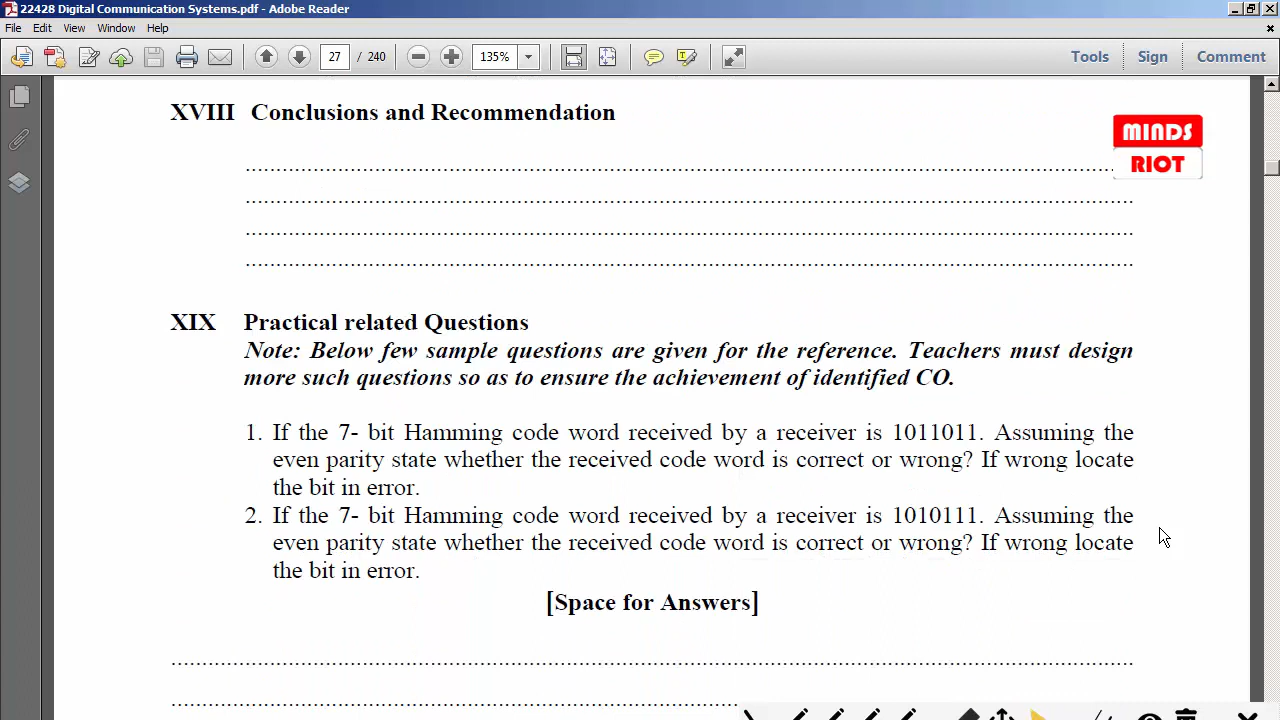 22428 Digital Communication Systems.pdf - Adobe Reader
File Edit View Window Help
27 / 240 135% Tools Sign Comment
XVIII Conclusions and Recommendation
MINDS
RIOT
XIX Practical related Questions
Note: Below few sample questions are given for the reference. Teachers must design
more such questions so as to ensure the achievement of identified CO.
1. If the 7- bit Hamming code word received by a receiver is 1011011. Assuming the
even parity state whether the received code word is correct or wrong? If wrong locate
the bit in error.
2. If the 7- bit Hamming code word received by a receiver is 1010111. Assuming the
even parity state whether the received code word is correct or wrong? If wrong locate
the bit in error.
[Space for Answers]